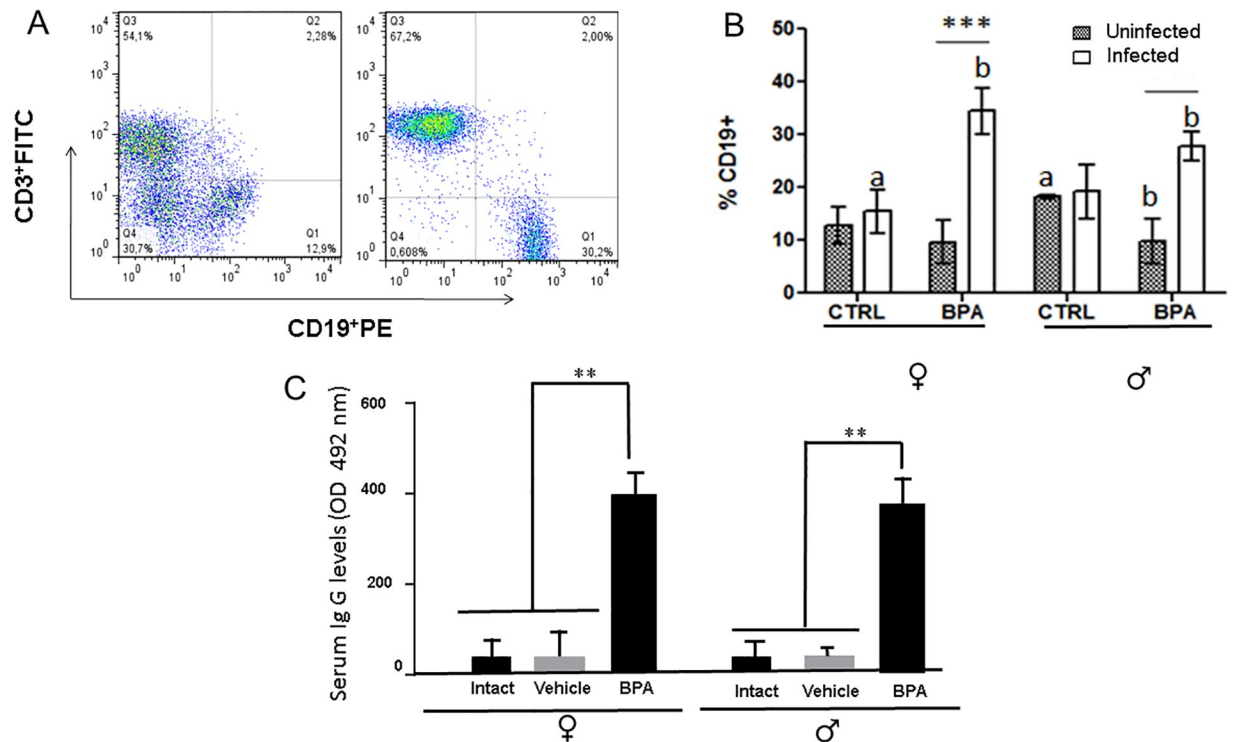 A
CD3⁺FITC
10⁴
10³
10²
10¹
10⁰
Q3
54,1%
Q2
2,28%
Q4
30,7%
Q1
12,9%
10⁰ 10¹ 10² 10³ 10⁴
10⁴
10³
10²
10¹
10⁰
Q3
67,2%
Q2
2,00%
Q4
0,608%
Q1
30,2%
10⁰ 10¹ 10² 10³ 10⁴
CD19⁺PE
B
% CD19+
50
40
30
20
10
0
***
Uninfected
Infected
a b a b b
CTRL BPA CTRL BPA
♀ ♂
C
Serum Ig G levels (OD 492 nm)
600
400
200
0
** **
Intact Vehicle BPA Intact Vehicle BPA
♀ ♂